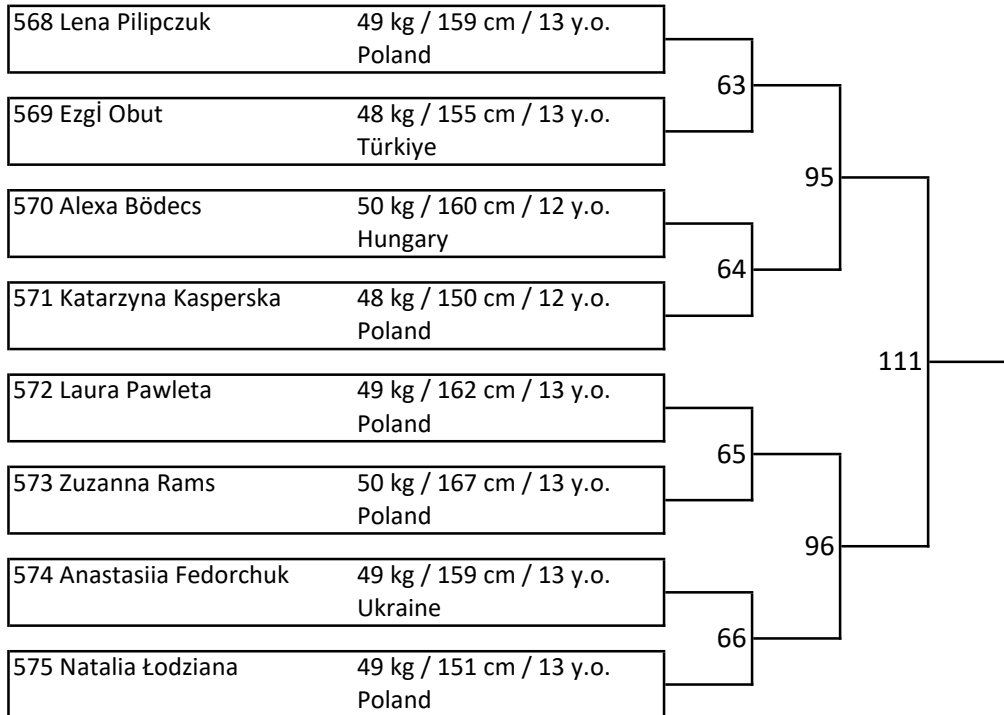 568 Lena Pilipczuk 49 kg / 159 cm / 13 y.o.
Poland
63
569 Ezgİ Obut 48 kg / 155 cm / 13 y.o.
Türkiye
95
570 Alexa Bödecs 50 kg / 160 cm / 12 y.o.
Hungary
64
571 Katarzyna Kasperska 48 kg / 150 cm / 12 y.o.
Poland
111
572 Laura Pawleta 49 kg / 162 cm / 13 y.o.
Poland
65
573 Zuzanna Rams 50 kg / 167 cm / 13 y.o.
Poland
96
574 Anastasiia Fedorchuk 49 kg / 159 cm / 13 y.o.
Ukraine
66
575 Natalia Łodziana 49 kg / 151 cm / 13 y.o.
Poland